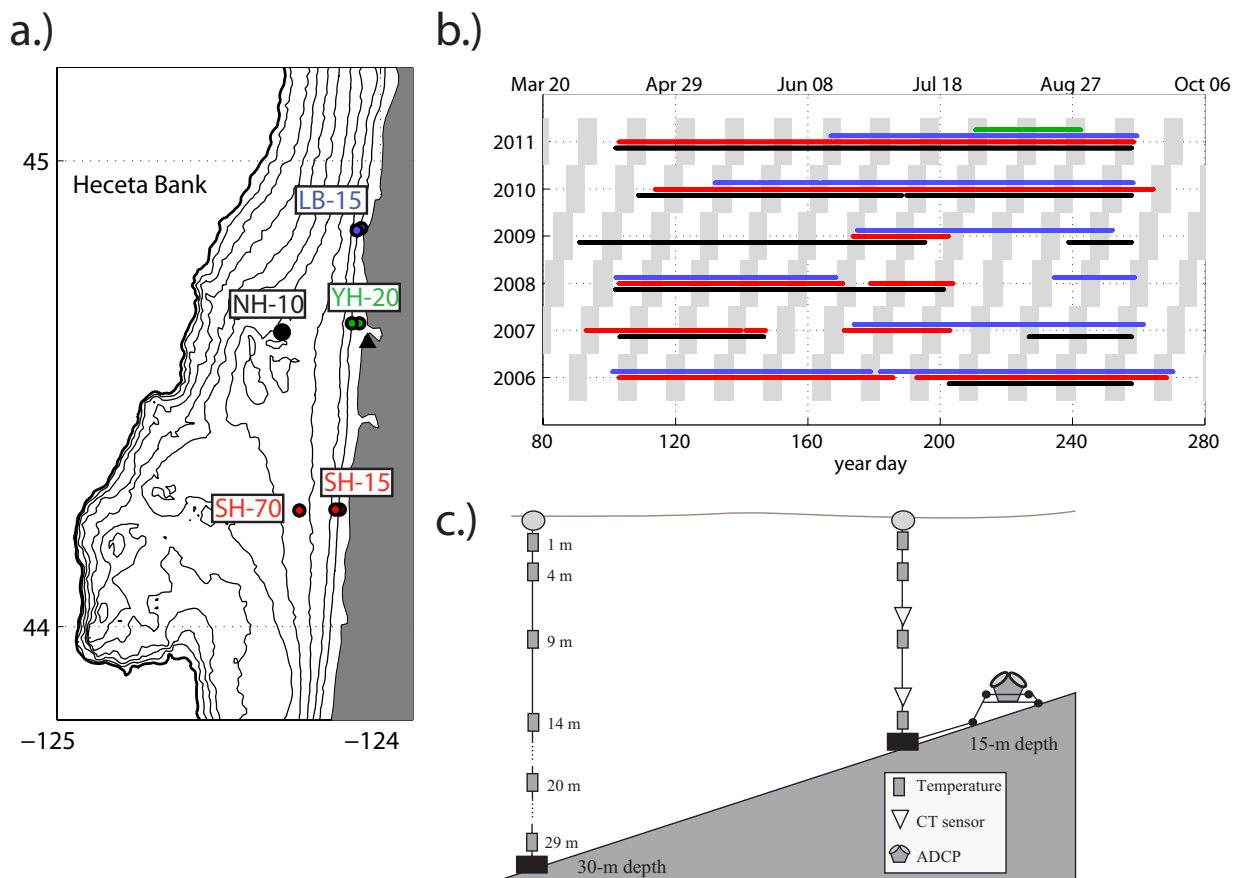 a.)
45
44
−125
−124
Heceta Bank
LB-15
NH-10
YH-20
SH-15
SH-70
b.)
Mar 20 Apr 29 Jun 08 Jul 18 Aug 27 Oct 06
2011
2010
2009
2008
2007
2006
80 120 160 200 240 280
year day
c.)
1 m
4 m
9 m
14 m
20 m
29 m
30-m depth
15-m depth
Temperature
CT sensor
ADCP